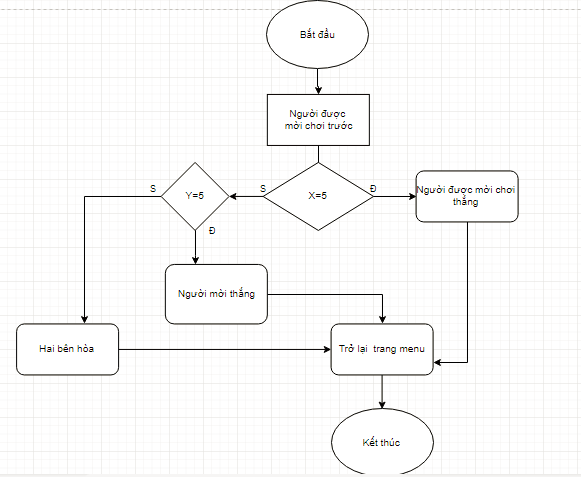 Bắt đầu
Người được
mời chơi trước
S
Y=5
S
X=5
Đ
Người được mời chơi
thắng
Đ
Người mời thắng
Hai bên hòa
Trở lại trang menu
Kết thúc